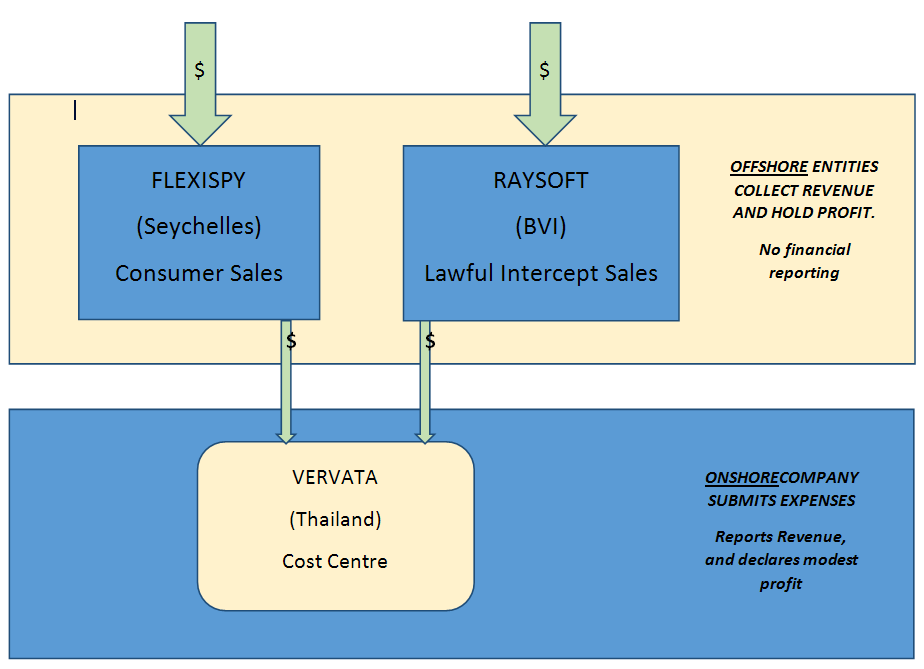 $
$
FLEXISPY
(Seychelles)
Consumer Sales
RAYSOFT
(BVI)
Lawful Intercept Sales
OFFSHORE ENTITIES
COLLECT REVENUE
AND HOLD PROFIT.
No financial
reporting
$
$
VERVATA
(Thailand)
Cost Centre
ONSHORECOMPANY
SUBMITS EXPENSES
Reports Revenue,
and declares modest
profit